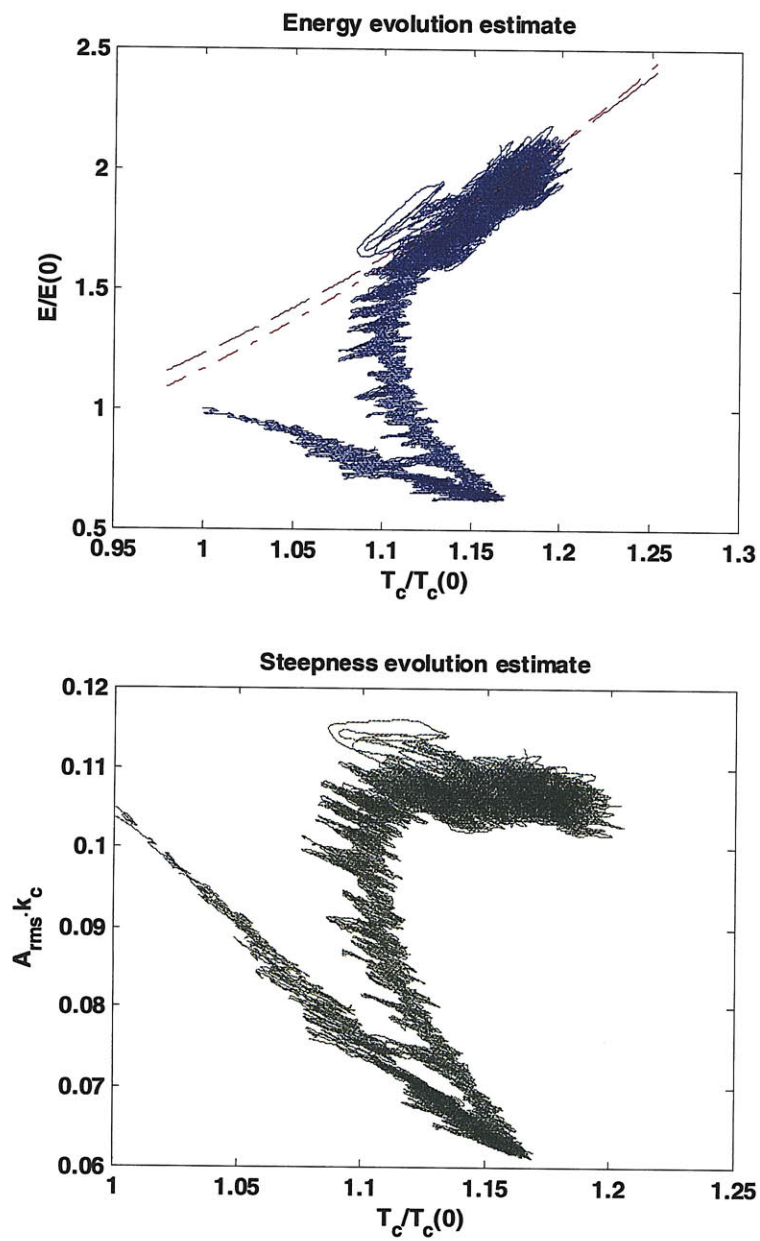 Energy evolution estimate
2.5
2
1.5
1
0.5
E/E(0)
0.95 1 1.05 1.1 1.15 1.2 1.25 1.3
T_c/T_c(0)
Steepness evolution estimate
0.12
0.11
0.1
0.09
0.08
0.07
0.06
A_rms·k_c
1 1.05 1.1 1.15 1.2 1.25
T_c/T_c(0)